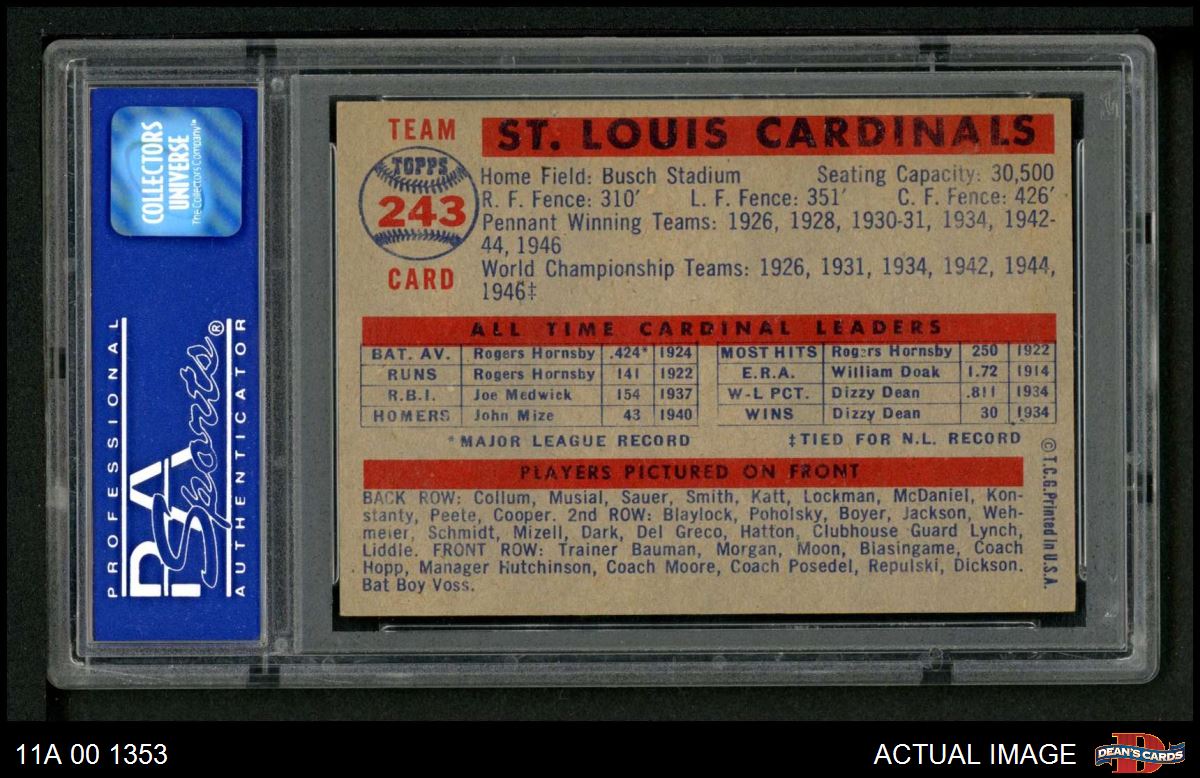 COLLECTORS
UNIVERSE
The Collectors Company™
PROFESSIONAL
PSA
Sports®
AUTHENTICATOR
TEAM
TOPPS
243
CARD
ST. LOUIS CARDINALS
Home Field: Busch Stadium Seating Capacity: 30,500
R. F. Fence: 310′ L. F. Fence: 351′ C. F. Fence: 426′
Pennant Winning Teams: 1926, 1928, 1930-31, 1934, 1942-
44, 1946
World Championship Teams: 1926, 1931, 1934, 1942, 1944,
1946‡
ALL TIME CARDINAL LEADERS
BAT. AV. Rogers Hornsby .424* 1924 MOST HITS Rogers Hornsby 250 1922
RUNS Rogers Hornsby 141 1922 E.R.A. William Doak 1.72 1914
R.B.I. Joe Medwick 154 1937 W-L PCT. Dizzy Dean .811 1934
HOMERS John Mize 43 1940 WINS Dizzy Dean 30 1934
*MAJOR LEAGUE RECORD ‡TIED FOR N.L. RECORD
PLAYERS PICTURED ON FRONT
BACK ROW: Collum, Musial, Sauer, Smith, Katt, Lockman, McDaniel, Kon-
stanty, Peete, Cooper. 2nd ROW: Blaylock, Poholsky, Boyer, Jackson, Weh-
meier, Schmidt, Mizell, Dark, Del Greco, Hatton, Clubhouse Guard Lynch,
Liddle. FRONT ROW: Trainer Bauman, Morgan, Moon, Blasingame, Coach
Hopp, Manager Hutchinson, Coach Moore, Coach Posedel, Repulski, Dickson.
Bat Boy Voss.
© T.C.G. Printed in U.S.A.
11A 00 1353
ACTUAL IMAGE
DEAN'S CARDS